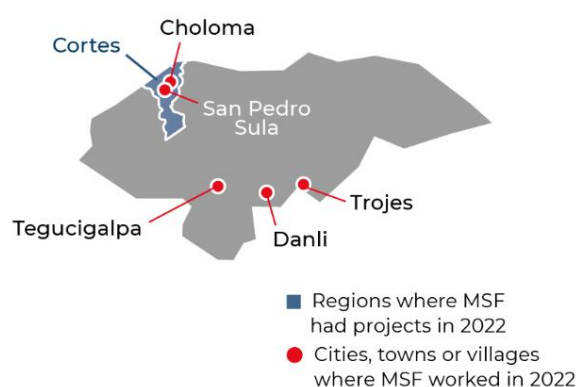 Choloma
Cortes
San Pedro
Sula
Trojes
Tegucigalpa
Danli
Regions where MSF
had projects in 2022
Cities, towns or villages
where MSF worked in 2022